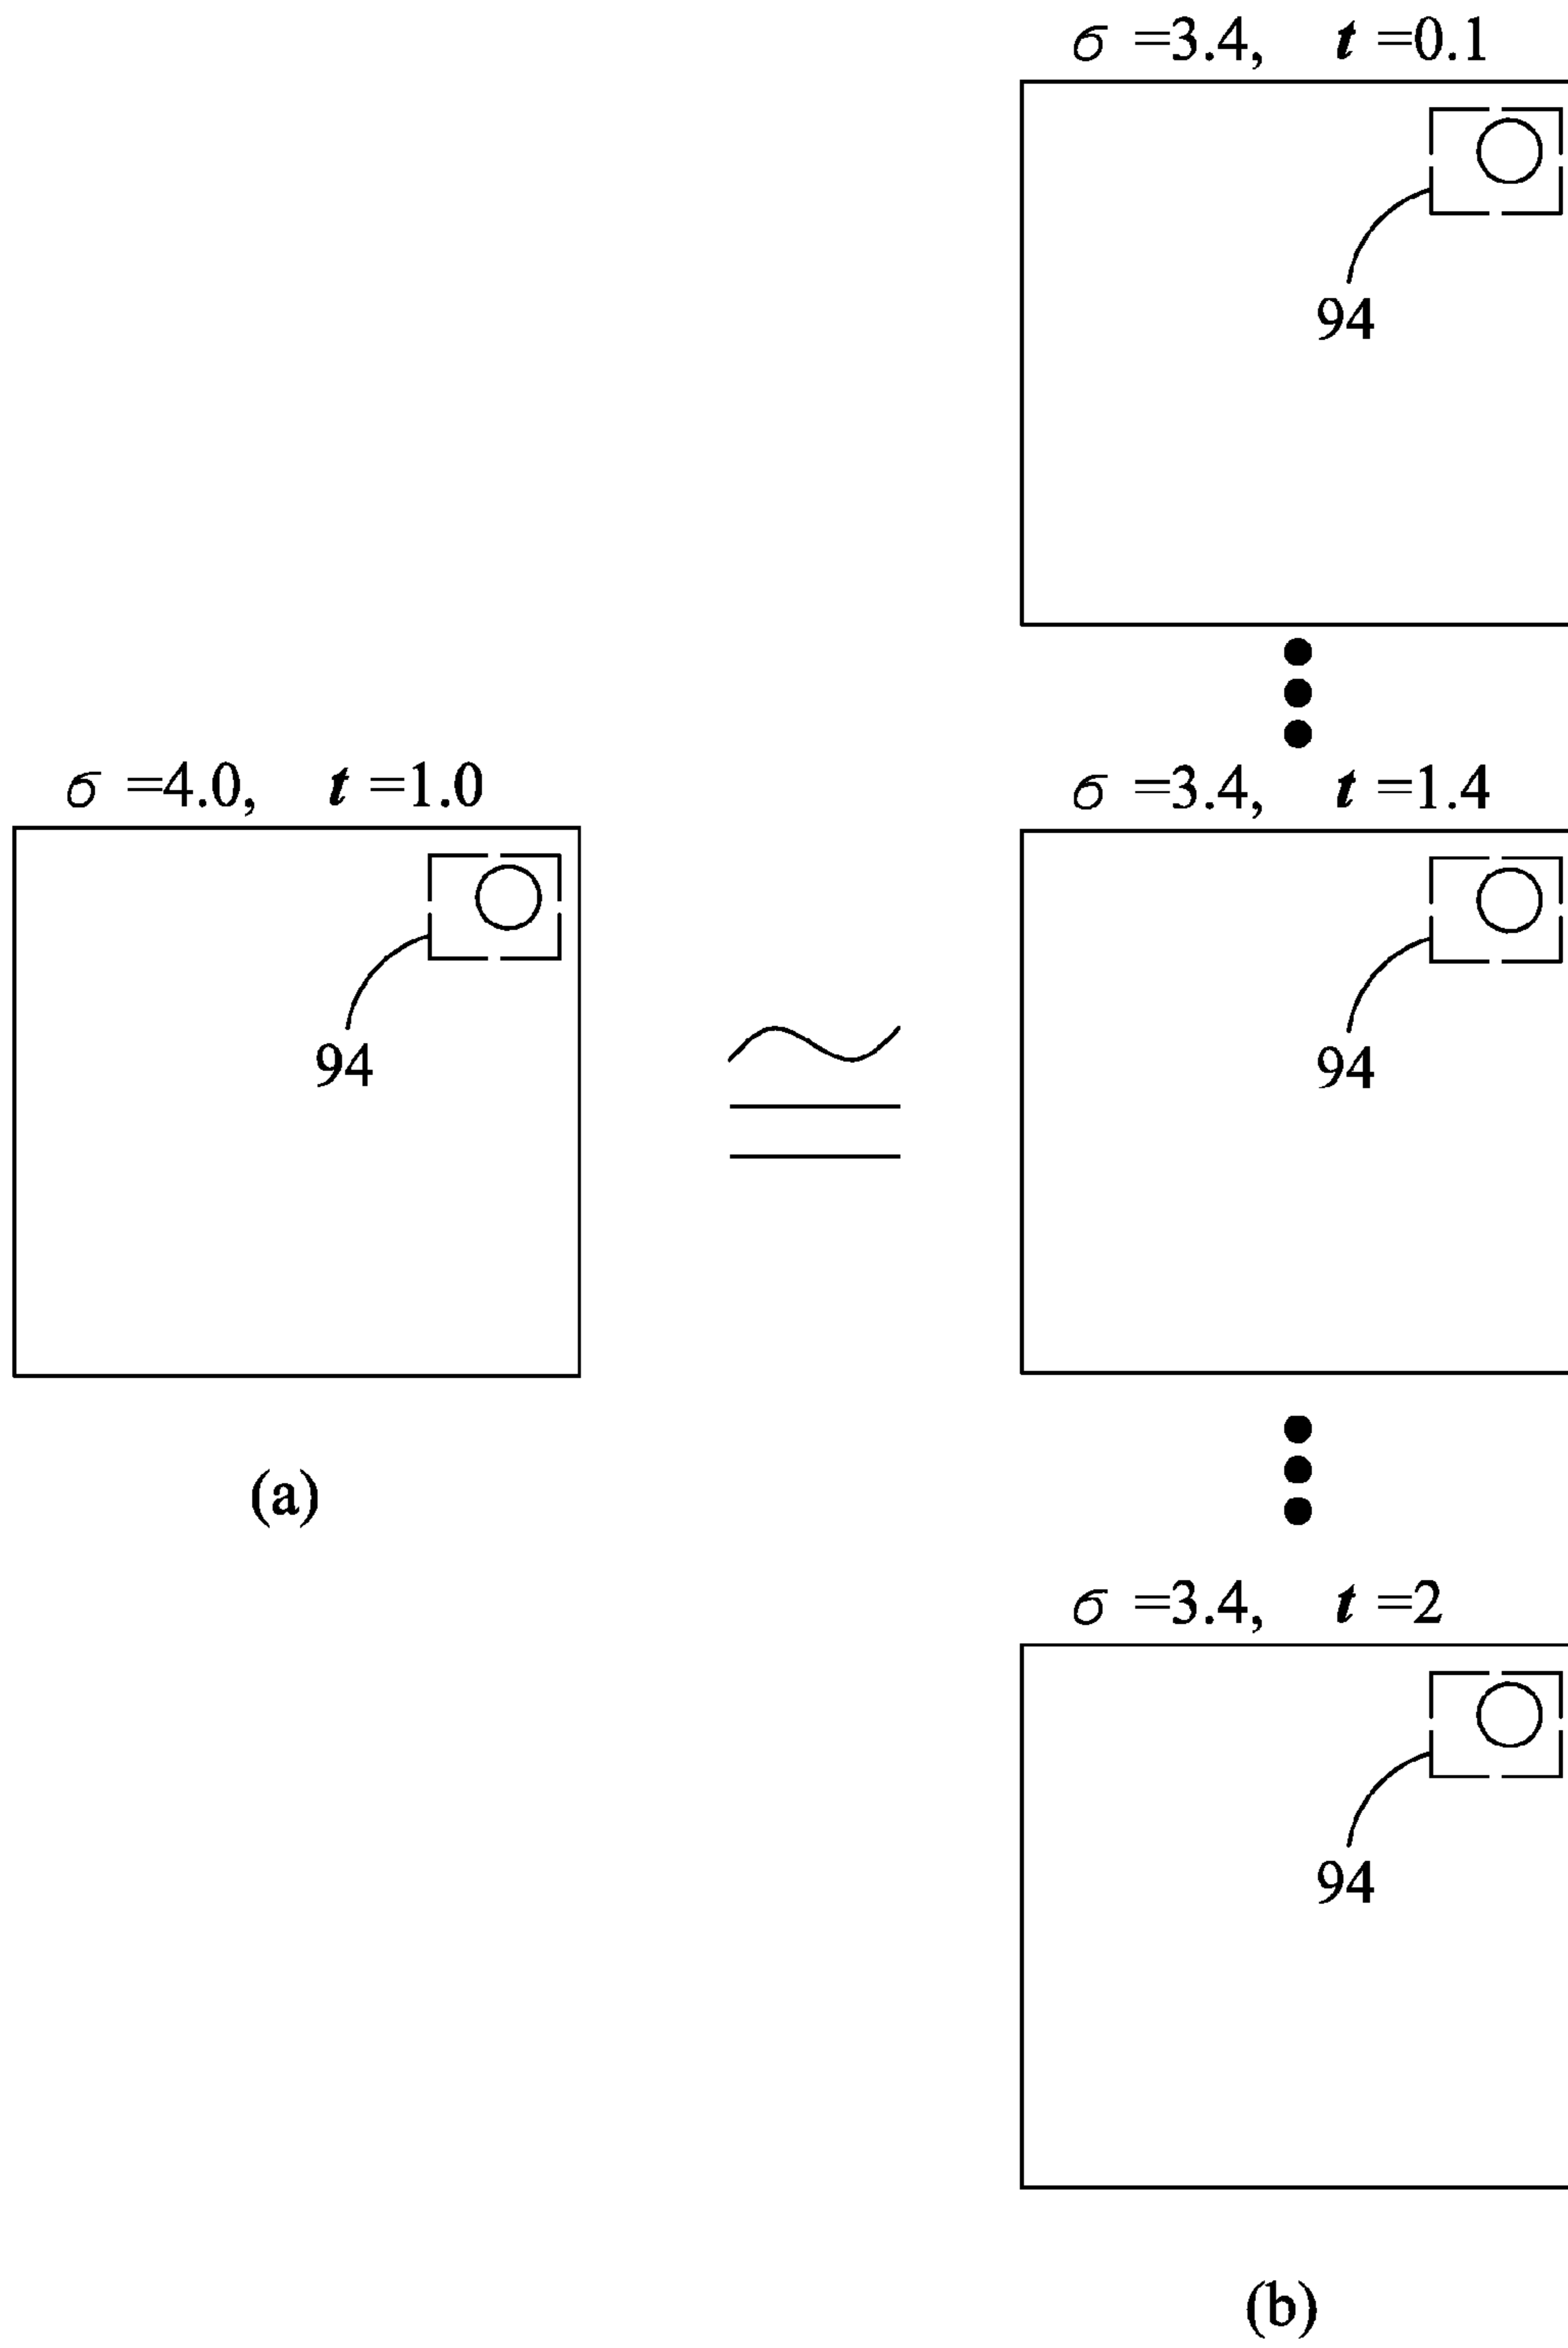 σ =3.4, t =0.1
94
σ =4.0, t =1.0
94
(a)
σ =3.4, t =1.4
94
σ =3.4, t =2
94
(b)